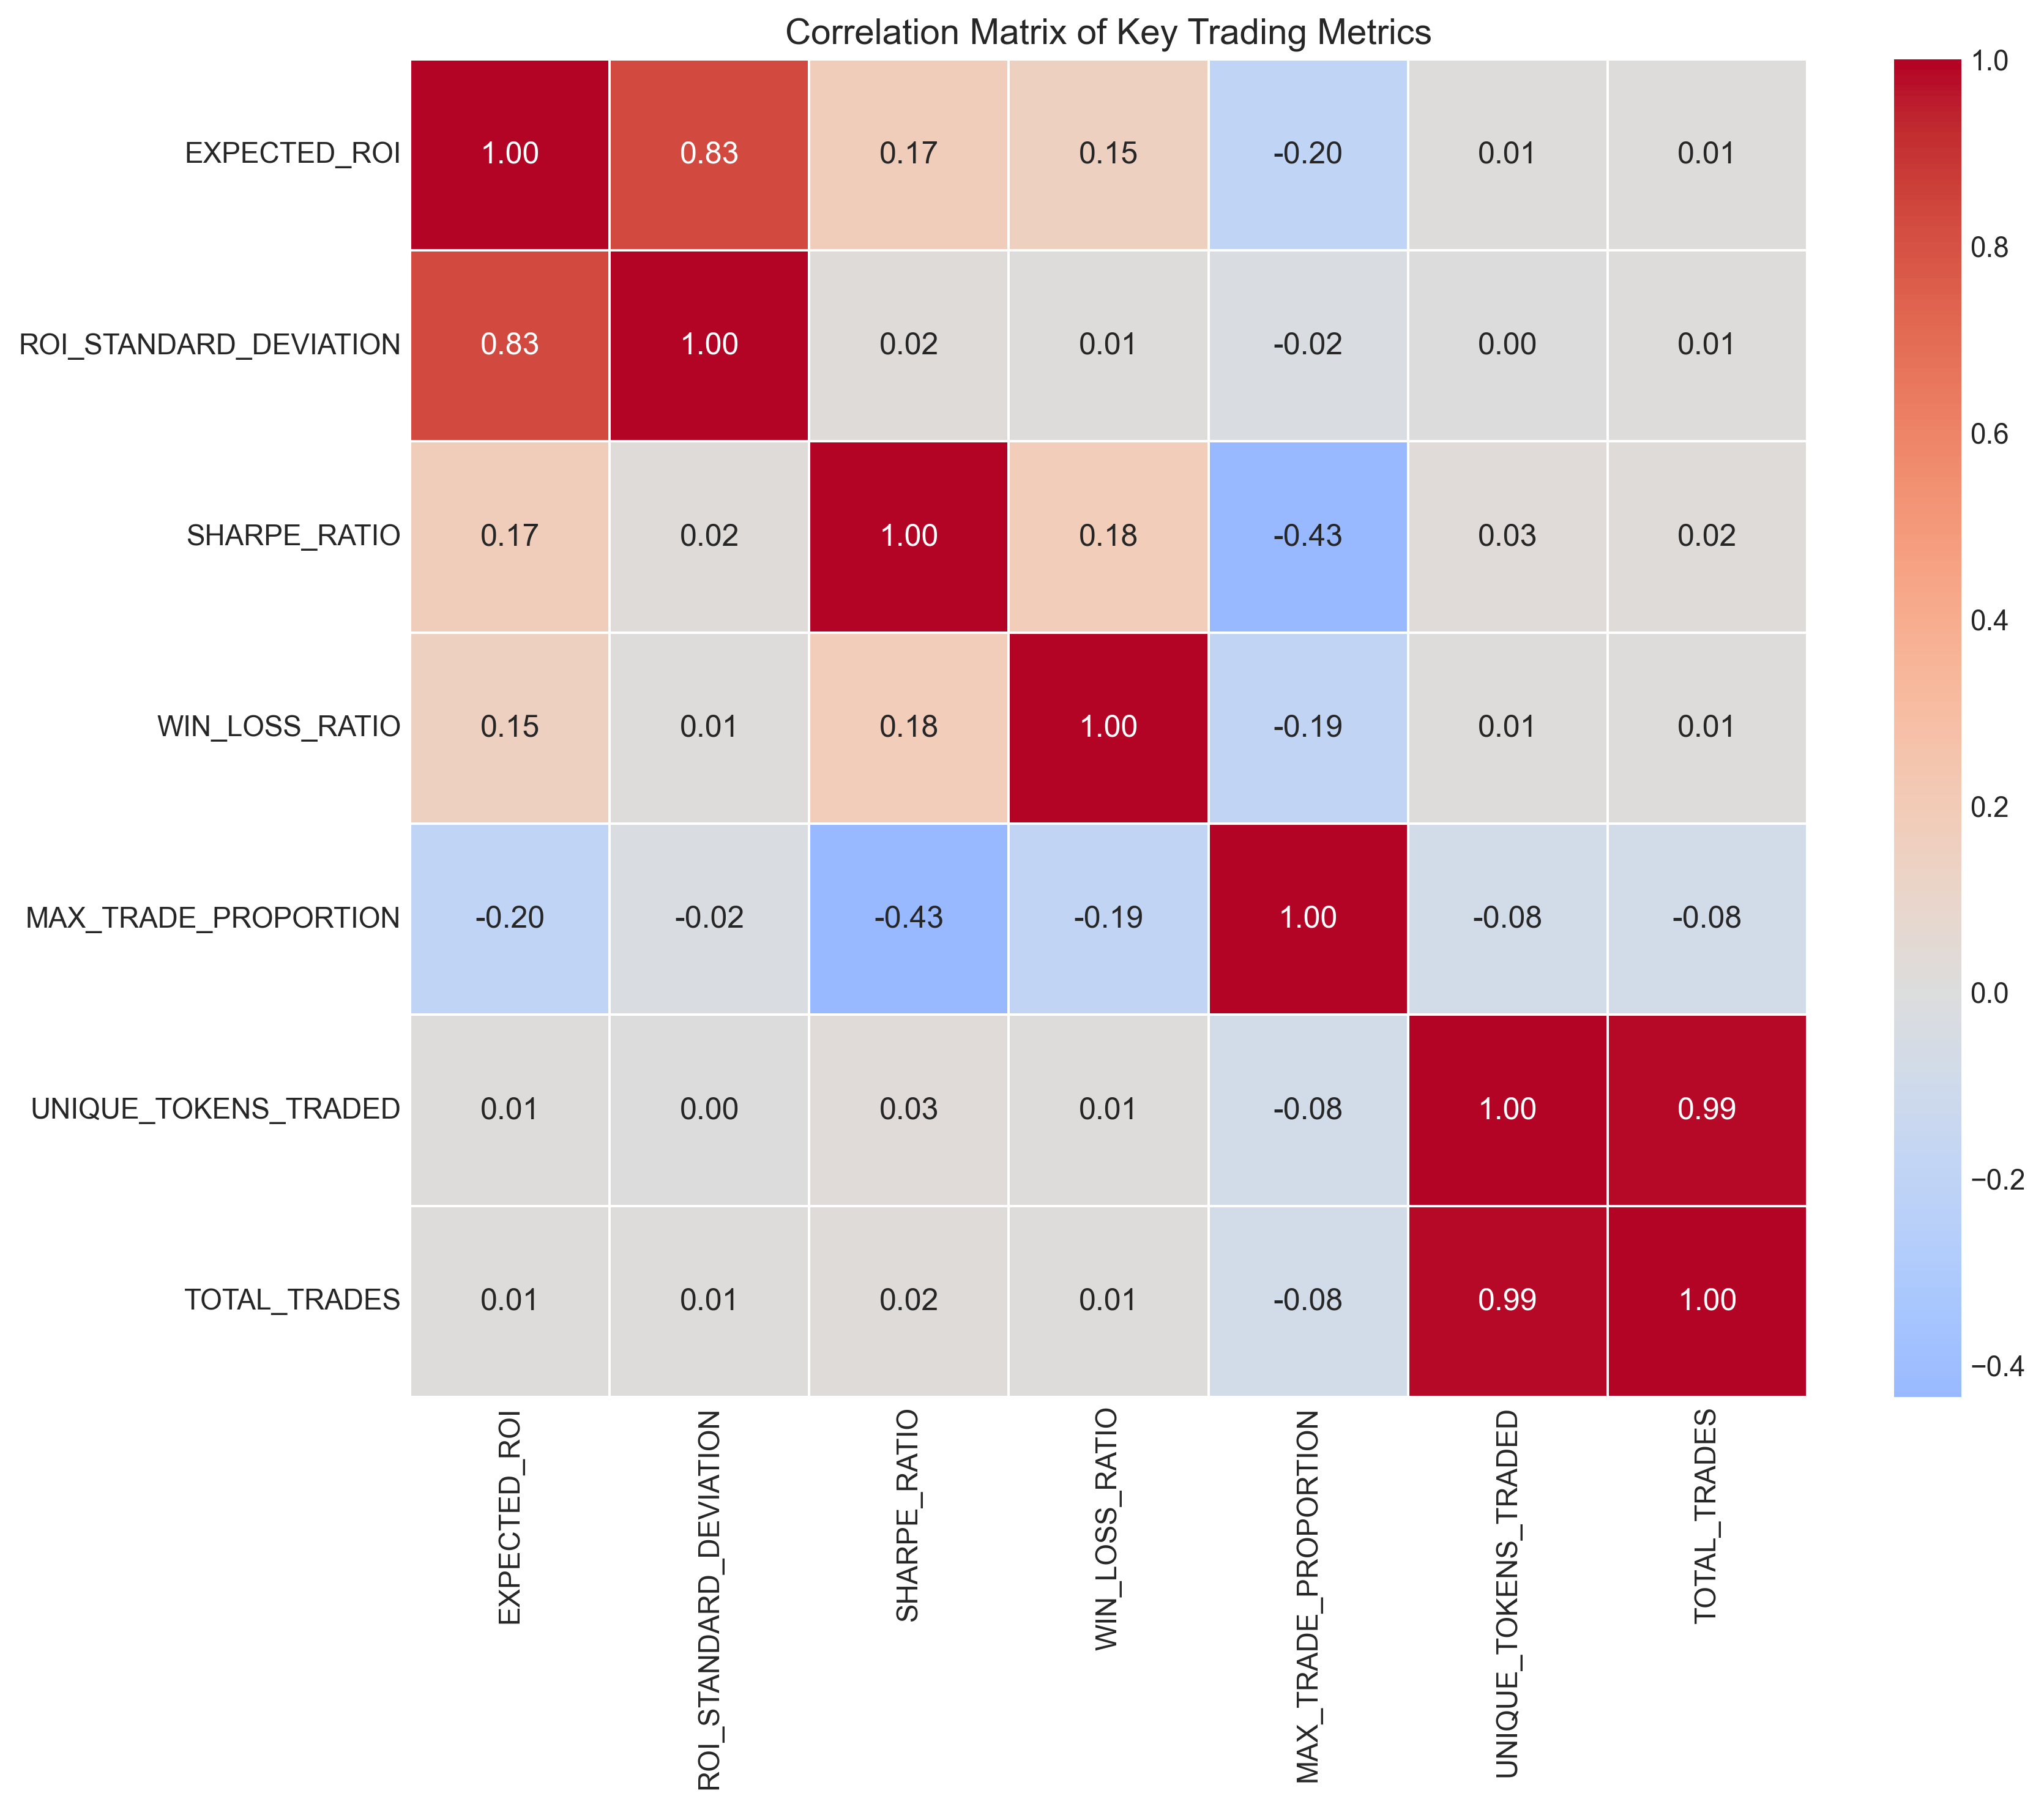 Correlation Matrix of Key Trading Metrics
EXPECTED_ROI 1.00 0.83 0.17 0.15 -0.20 0.01 0.01
ROI_STANDARD_DEVIATION 0.83 1.00 0.02 0.01 -0.02 0.00 0.01
SHARPE_RATIO 0.17 0.02 1.00 0.18 -0.43 0.03 0.02
WIN_LOSS_RATIO 0.15 0.01 0.18 1.00 -0.19 0.01 0.01
MAX_TRADE_PROPORTION -0.20 -0.02 -0.43 -0.19 1.00 -0.08 -0.08
UNIQUE_TOKENS_TRADED 0.01 0.00 0.03 0.01 -0.08 1.00 0.99
TOTAL_TRADES 0.01 0.01 0.02 0.01 -0.08 0.99 1.00
EXPECTED_ROI
ROI_STANDARD_DEVIATION
SHARPE_RATIO
WIN_LOSS_RATIO
MAX_TRADE_PROPORTION
UNIQUE_TOKENS_TRADED
TOTAL_TRADES
1.0
0.8
0.6
0.4
0.2
0.0
−0.2
−0.4